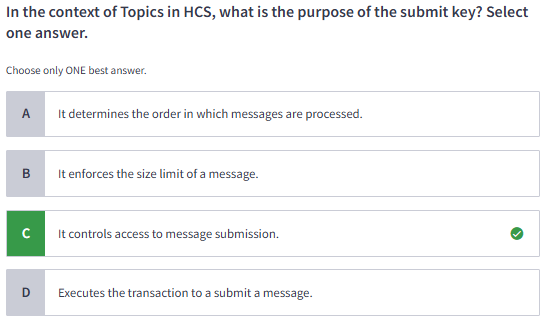 In the context of Topics in HCS, what is the purpose of the submit key? Select
one answer.
Choose only ONE best answer.
A It determines the order in which messages are processed.
B It enforces the size limit of a message.
C It controls access to message submission.
D Executes the transaction to a submit a message.